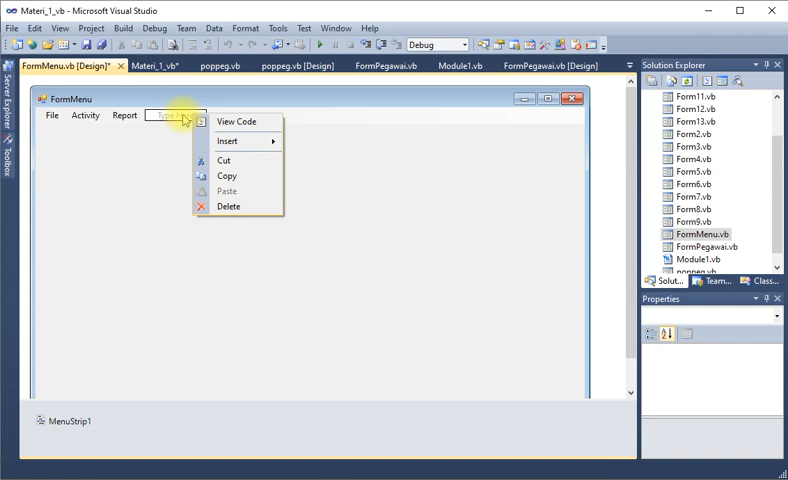 Materi_1_vb - Microsoft Visual Studio
File Edit View Project Build Team Data Format Tools Test Window Help
Debug
FormMenu.vb [Design]* Materi_1_vb* poppeg.vb poppeg.vb [Design] FormPegawai.vb Module1.vb FormPegawai.vb [Design]
Server Explorer
Toolbox
FormMenu
File Activity Report
View Code
Insert
Cut
Copy
Paste
Delete
MenuStrip1
Solution Explorer
Form11.vb
Form12.vb
Form13.vb
Form2.vb
Form3.vb
Form4.vb
Form5.vb
Form6.vb
Form7.vb
Form8.vb
Form9.vb
FormMenu.vb
FormPegawai.vb
Module1.vb
poppeg.vb
Solut... Team... Class...
Properties